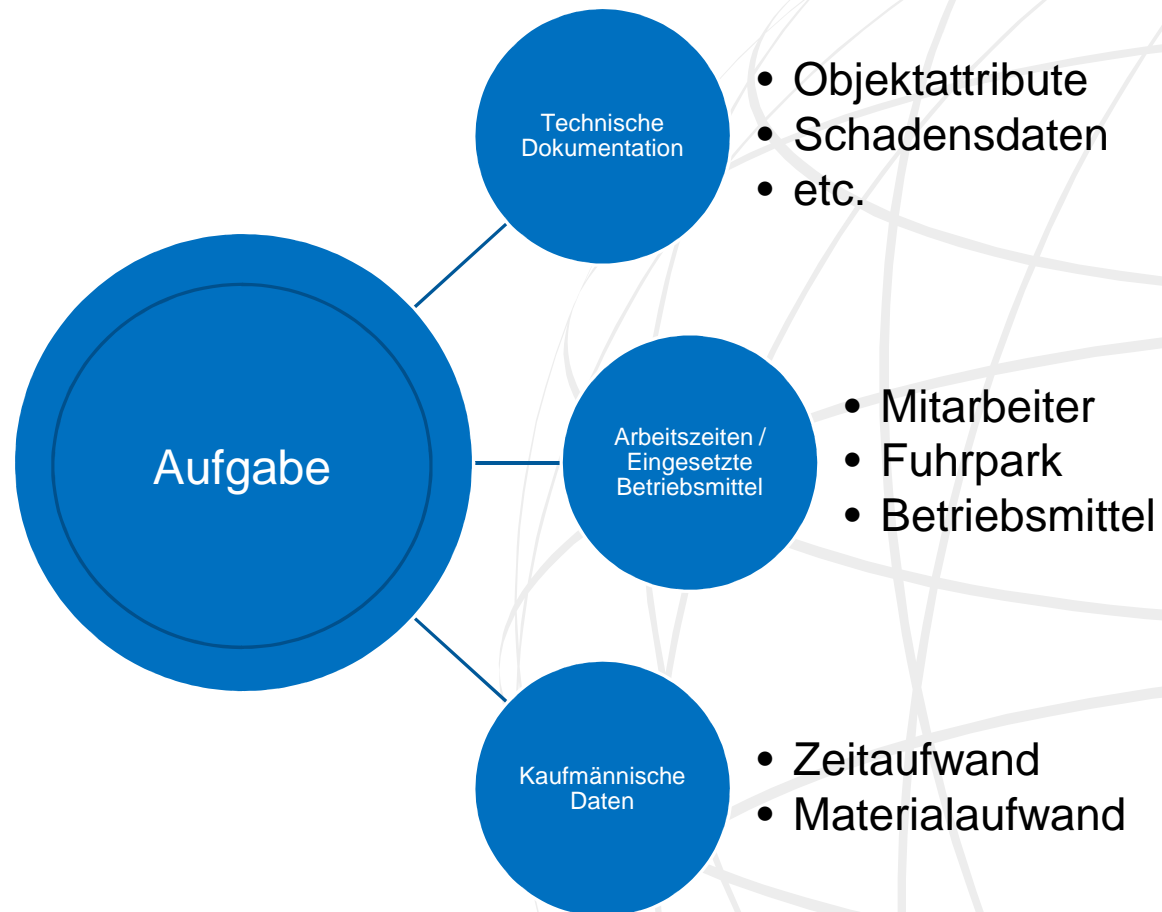 Aufgabe
Technische
Dokumentation
• Objektattribute
• Schadensdaten
• etc.
Arbeitszeiten /
Eingesetzte
Betriebsmittel
• Mitarbeiter
• Fuhrpark
• Betriebsmittel
Kaufmännische
Daten
• Zeitaufwand
• Materialaufwand